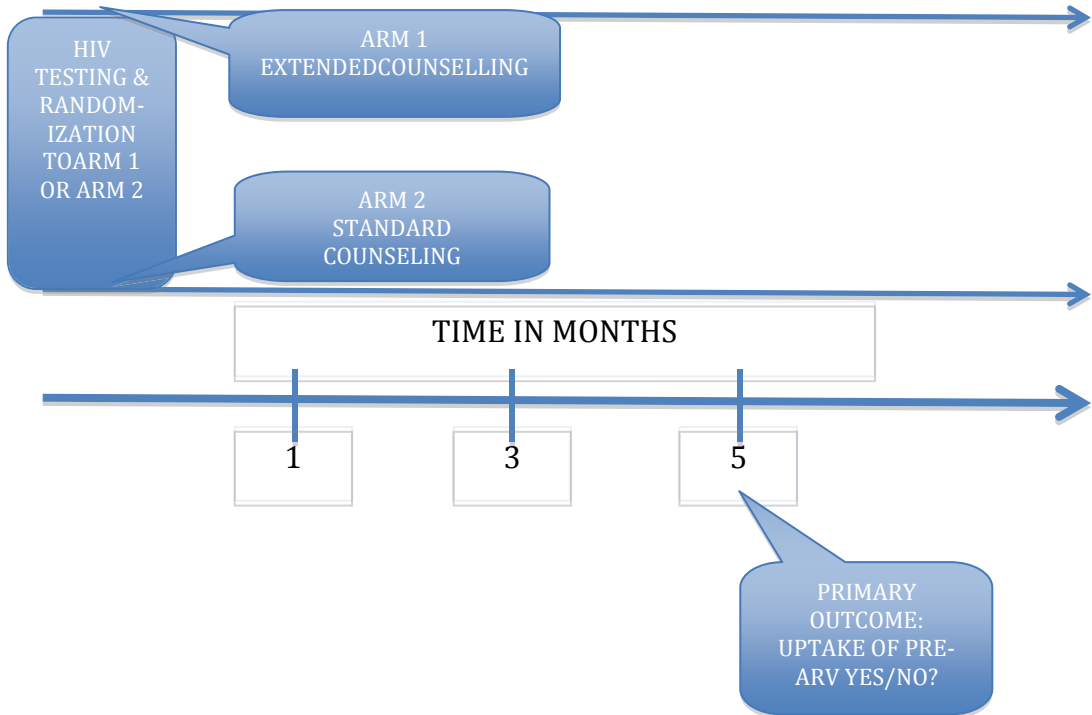 HIV
TESTING &
RANDOM-
IZATION
TOARM 1
OR ARM 2
ARM 1
EXTENDEDCOUNSELLING
ARM 2
STANDARD
COUNSELING
TIME IN MONTHS
1
3
5
PRIMARY
OUTCOME:
UPTAKE OF PRE-
ARV YES/NO?